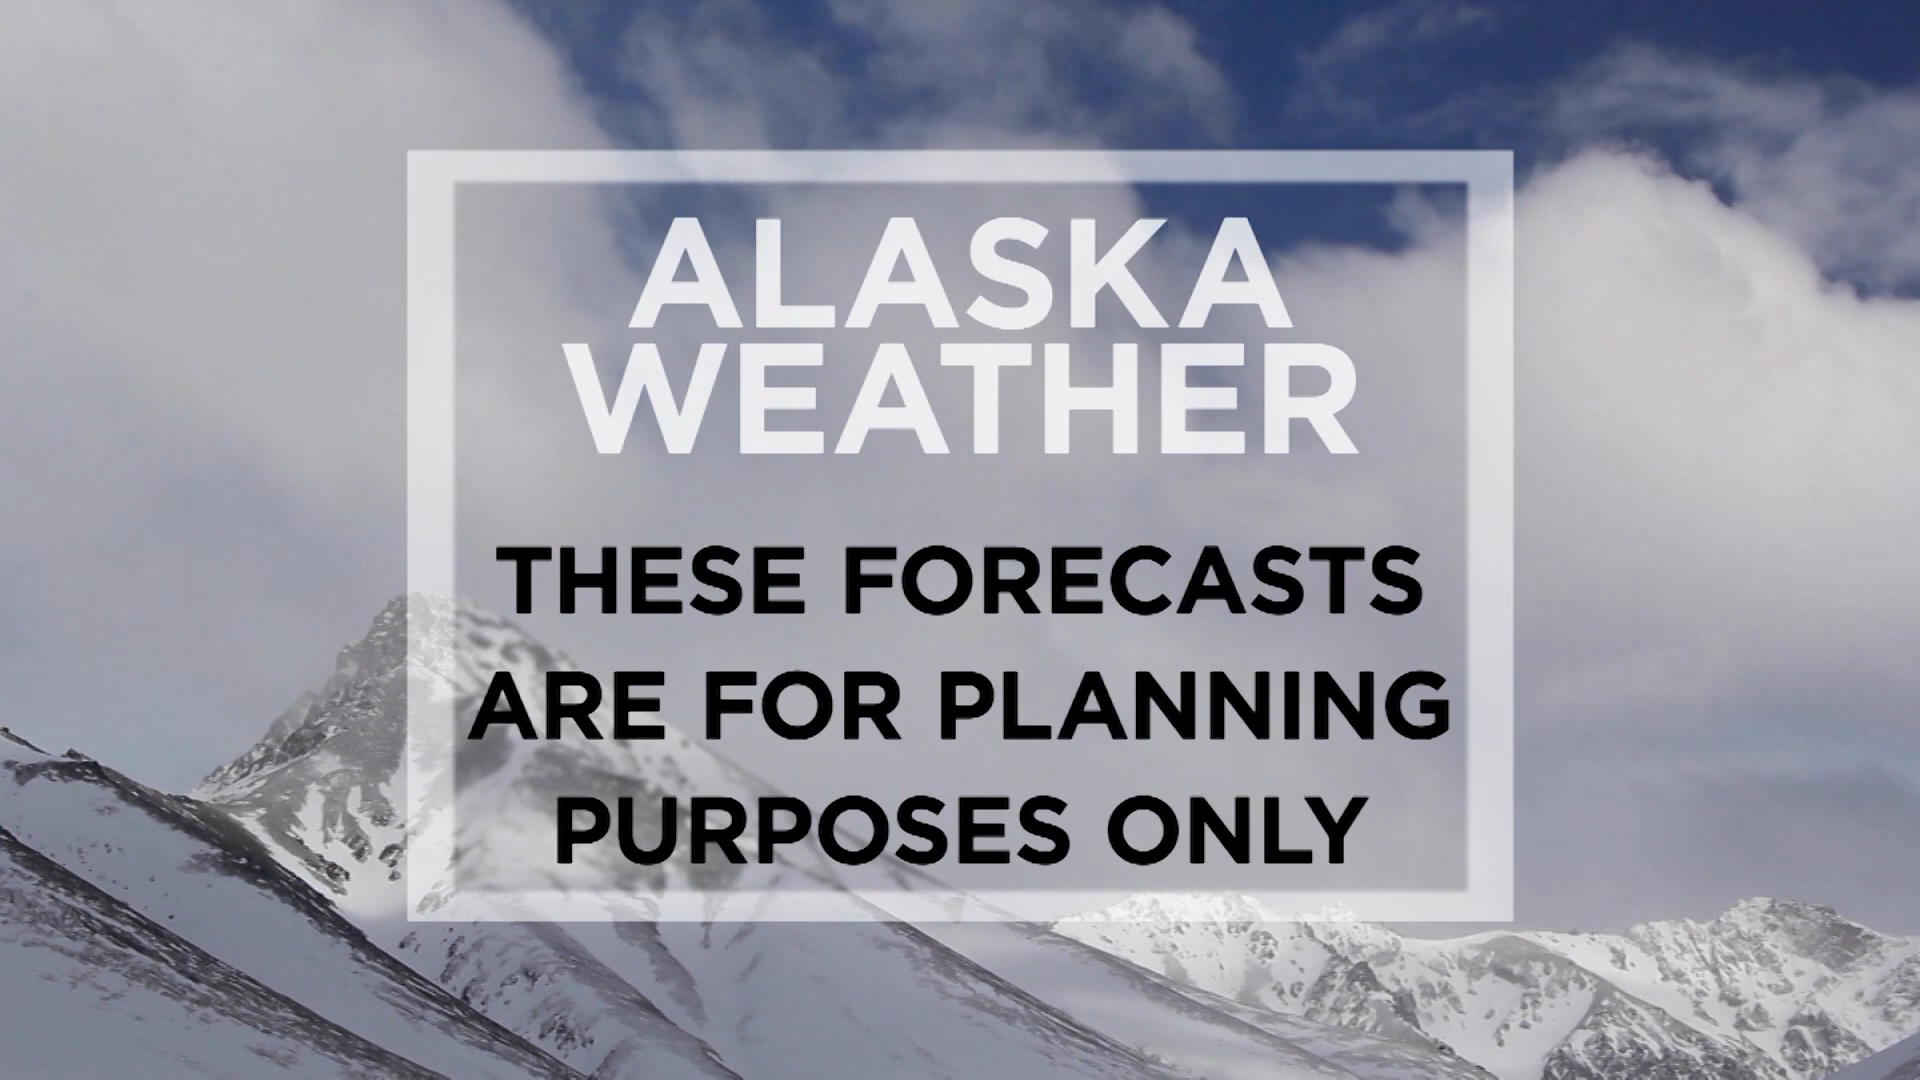 ALASKA
WEATHER
THESE FORECASTS
ARE FOR PLANNING
PURPOSES ONLY